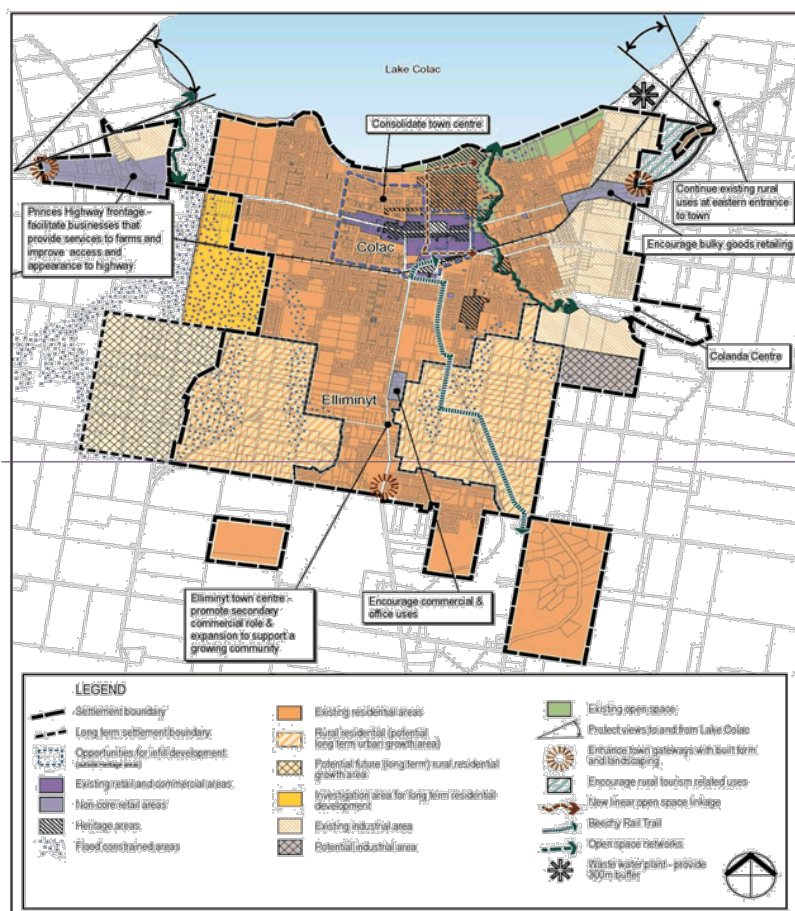 Lake Colac
Consolidate town centre
Continue existing rural
uses at eastern entrance
to town
Princes Highway frontage -
facilitate businesses that
provide services to farms and
improve access and
appearance to highway
Encourage bulky goods retailing
Colac
Colanda Centre
Elliminyt
Elliminyt town centre -
promote secondary
commercial role &
expansion to support a
growing community
Encourage commercial &
office uses
LEGEND
Settlement boundary
Long term settlement boundary
Opportunities for infill development
(outside heritage areas)
Existing retail and commercial areas
Non-core retail areas
Heritage areas
Flood constrained areas
Existing residential areas
Rural residential (potential
long term urban growth area)
Potential future (long term) rural residential
growth area
Investigation area for long term residential
development
Existing industrial area
Potential industrial area
Existing open space
Protect views to and from Lake Colac
Enhance town gateways with built form
and landscaping
Encourage rural tourism related uses
New linear open space linkage
Beechy Rail Trail
Open space networks
Waste water plant - provide
300m buffer